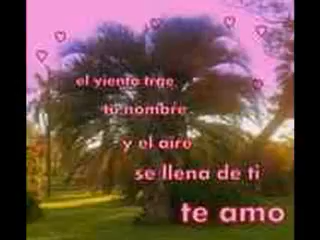 el viento trae
tu nombre
y el aire
se llena de ti
te amo